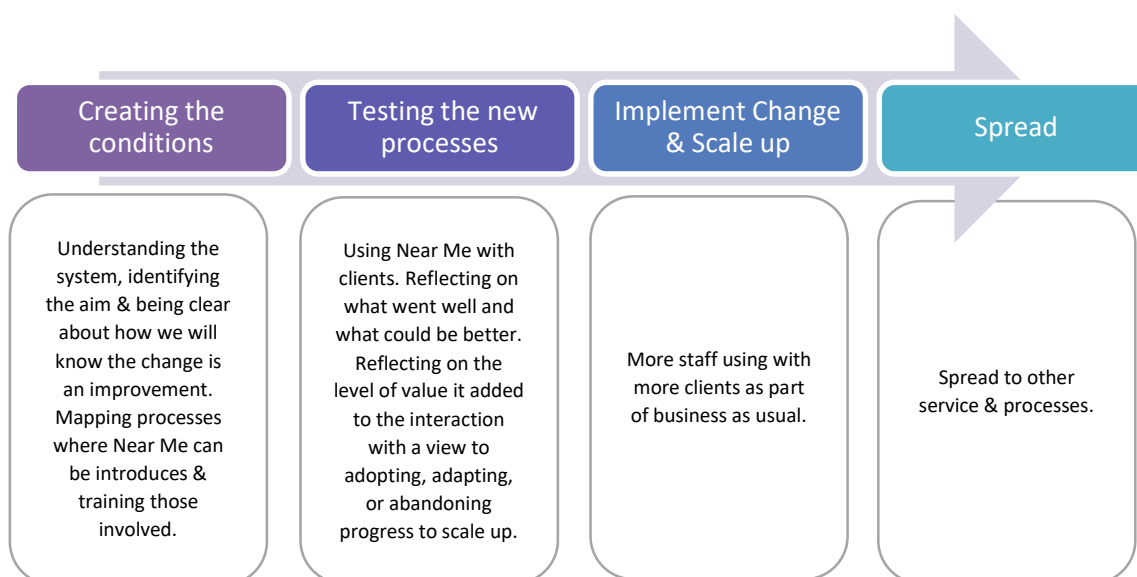 Creating the
conditions
Testing the new
processes
Implement Change
& Scale up
Spread
Understanding the
system, identifying
the aim & being clear
about how we will
know the change is
an improvement.
Mapping processes
where Near Me can
be introduces &
training those
involved.
Using Near Me with
clients. Reflecting on
what went well and
what could be better.
Reflecting on the
level of value it added
to the interaction
with a view to
adopting, adapting,
or abandoning
progress to scale up.
More staff using with
more clients as part
of business as usual.
Spread to other
service & processes.